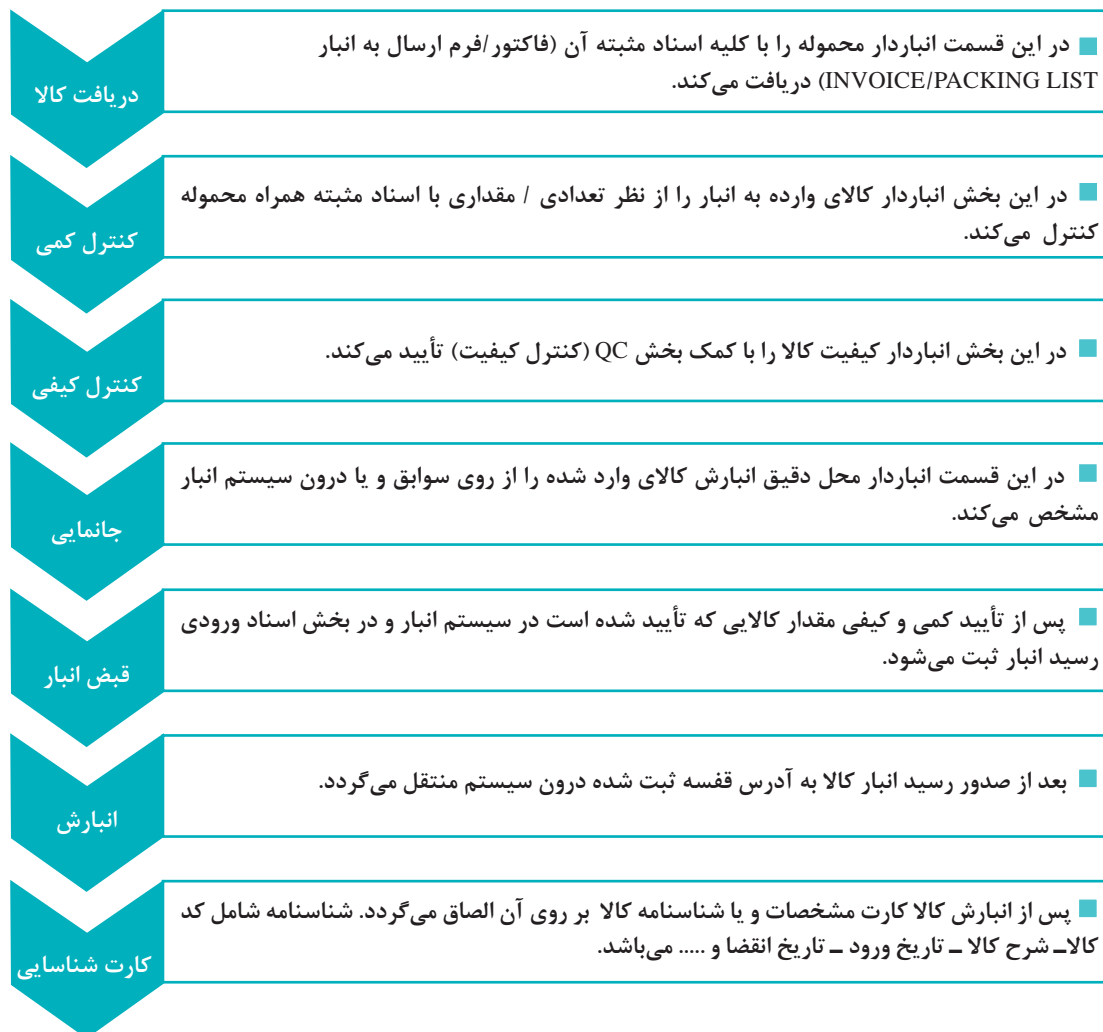 دریافت کالا
■ در این قسمت انباردار محموله را با کلیه اسناد مثبته آن (فاکتور/فرم ارسال به انبار
INVOICE/PACKING LIST) دریافت می‌کند.
کنترل کمی
■ در این بخش انباردار کالای وارده به انبار را از نظر تعدادی / مقداری با اسناد مثبته همراه محموله
کنترل می‌کند.
کنترل کیفی
■ در این بخش انباردار کیفیت کالا را با کمک بخش QC (کنترل کیفیت) تأیید می‌کند.
جانمایی
■ در این قسمت انباردار محل دقیق انبارش کالای وارد شده را از روی سوابق و یا درون سیستم انبار
مشخص می‌کند.
قبض انبار
■ پس از تأیید کمی و کیفی مقدار کالایی که تأیید شده است در سیستم انبار و در بخش اسناد ورودی
رسید انبار ثبت می‌شود.
انبارش
■ بعد از صدور رسید انبار کالا به آدرس قفسه ثبت شده درون سیستم منتقل می‌گردد.
کارت شناسایی
■ پس از انبارش کالا کارت مشخصات و یا شناسنامه کالا بر روی آن الصاق می‌گردد. شناسنامه شامل کد
کالاـ شرح کالا ـ تاریخ ورود ـ تاریخ انقضا و ..... می‌باشد.